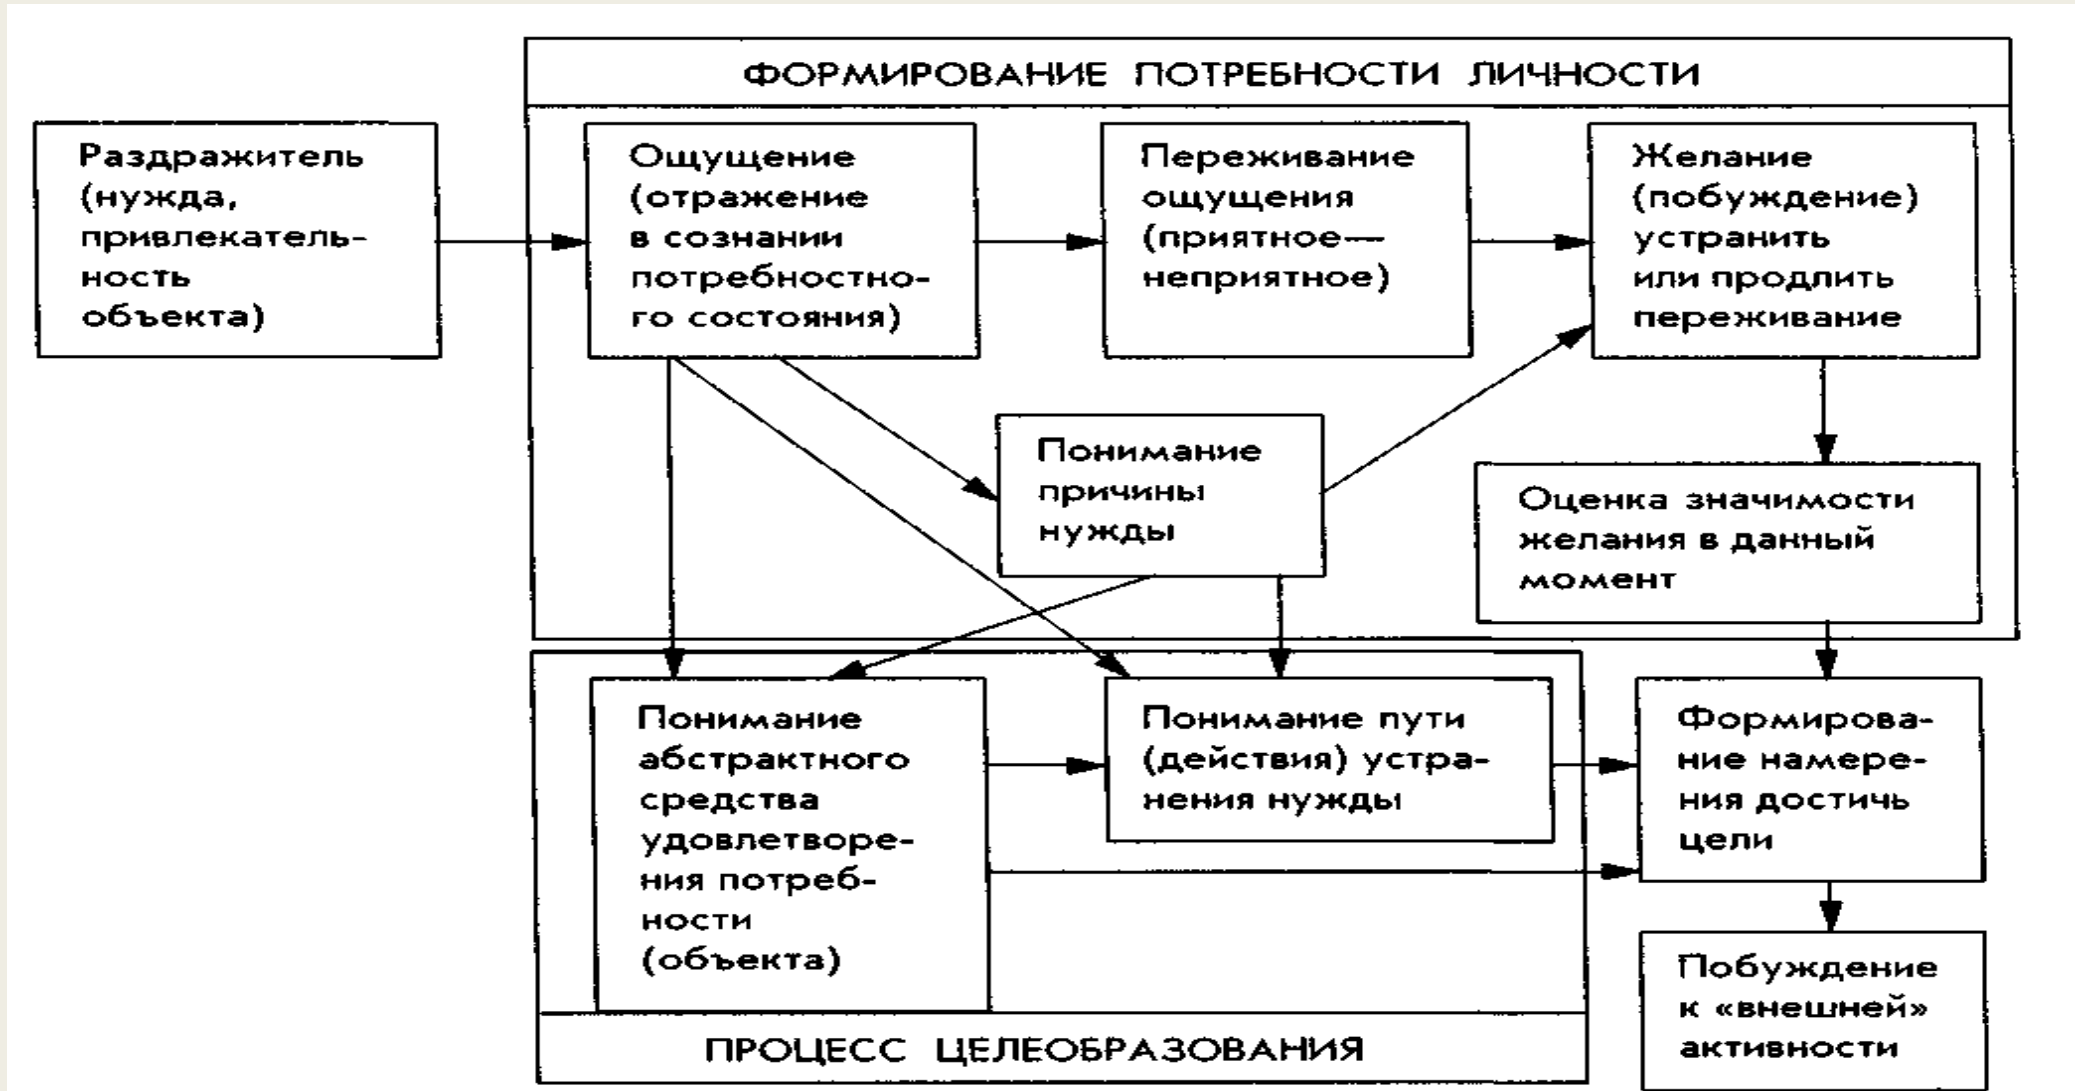 ФОРМИРОВАНИЕ ПОТРЕБНОСТИ ЛИЧНОСТИ
Раздражитель
(нужда,
привлекатель-
ность
объекта)
Ощущение
(отражение
в сознании
потребностно-
го состояния)
Переживание
ощущения
(приятное—
неприятное)
Желание
(побуждение)
устранить
или продлить
переживание
Понимание
причины
нужды
Оценка значимости
желания в данный
момент
Понимание
абстрактного
средства
удовлетворе-
ния потреб-
ности
(объекта)
Понимание пути
(действия) устра-
нения нужды
Формирова-
ние намере-
ния достичь
цели
Побуждение
к «внешней»
активности
ПРОЦЕСС ЦЕЛЕОБРАЗОВАНИЯ